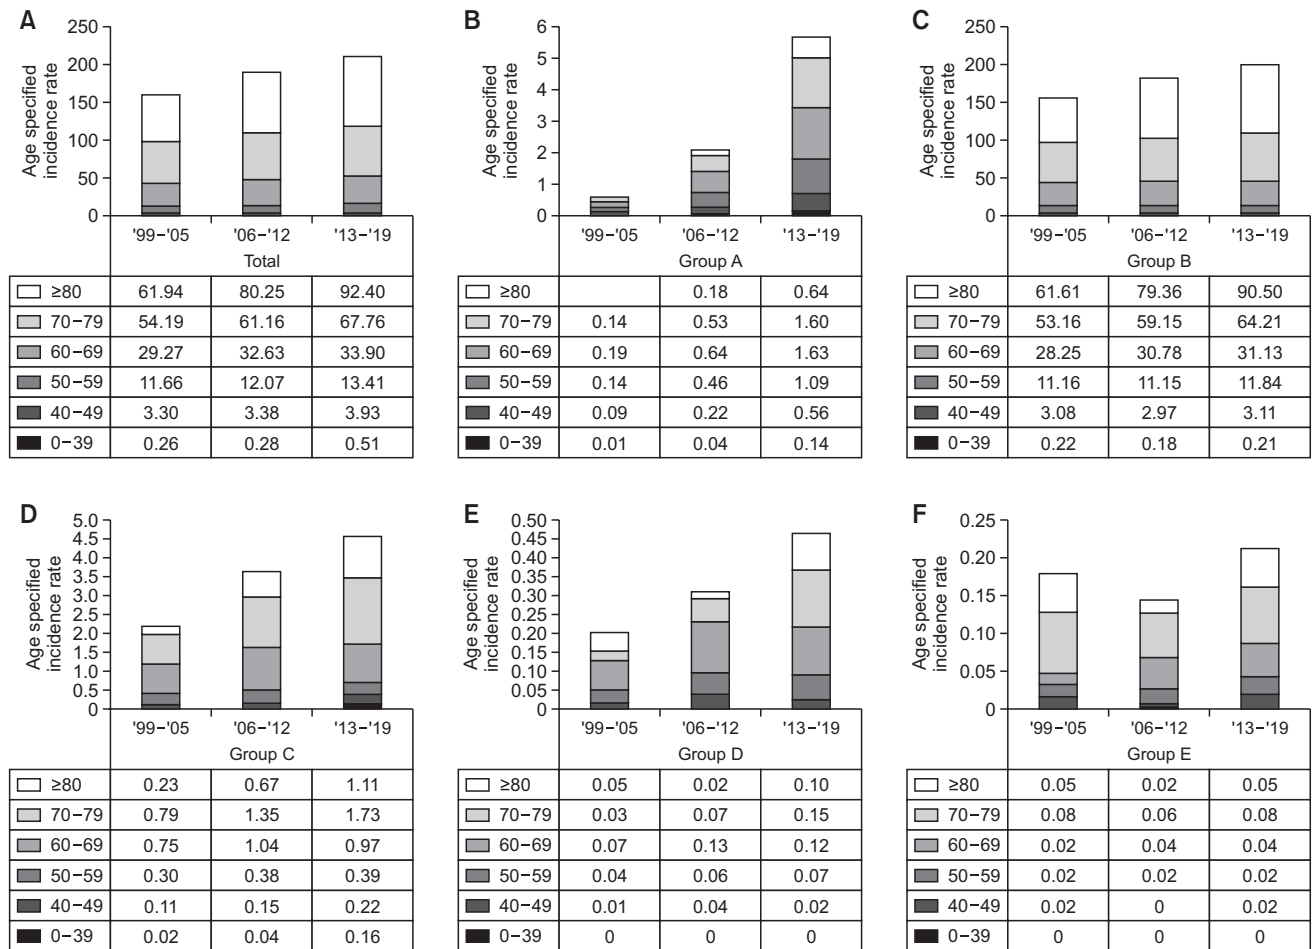 A
Age specified
incidence rate
250
200
150
100
50
0
'99–'05 '06–'12 '13–'19
Total
≥80 61.94 80.25 92.40
70–79 54.19 61.16 67.76
60–69 29.27 32.63 33.90
50–59 11.66 12.07 13.41
40–49 3.30 3.38 3.93
0–39 0.26 0.28 0.51
B
Age specified
incidence rate
6
5
4
3
2
1
0
'99–'05 '06–'12 '13–'19
Group A
≥80 0.18 0.64
70–79 0.14 0.53 1.60
60–69 0.19 0.64 1.63
50–59 0.14 0.46 1.09
40–49 0.09 0.22 0.56
0–39 0.01 0.04 0.14
C
Age specified
incidence rate
250
200
150
100
50
0
'99–'05 '06–'12 '13–'19
Group B
≥80 61.61 79.36 90.50
70–79 53.16 59.15 64.21
60–69 28.25 30.78 31.13
50–59 11.16 11.15 11.84
40–49 3.08 2.97 3.11
0–39 0.22 0.18 0.21
D
Age specified
incidence rate
5.0
4.5
4.0
3.5
3.0
2.5
2.0
1.5
1.0
0.5
0
'99–'05 '06–'12 '13–'19
Group C
≥80 0.23 0.67 1.11
70–79 0.79 1.35 1.73
60–69 0.75 1.04 0.97
50–59 0.30 0.38 0.39
40–49 0.11 0.15 0.22
0–39 0.02 0.04 0.16
E
Age specified
incidence rate
0.50
0.45
0.40
0.35
0.30
0.25
0.20
0.15
0.10
0.05
0
'99–'05 '06–'12 '13–'19
Group D
≥80 0.05 0.02 0.10
70–79 0.03 0.07 0.15
60–69 0.07 0.13 0.12
50–59 0.04 0.06 0.07
40–49 0.01 0.04 0.02
0–39 0 0 0
F
Age specified
incidence rate
0.25
0.20
0.15
0.10
0.05
0
'99–'05 '06–'12 '13–'19
Group E
≥80 0.05 0.02 0.05
70–79 0.08 0.06 0.08
60–69 0.02 0.04 0.04
50–59 0.02 0.02 0.02
40–49 0.02 0 0.02
0–39 0 0 0